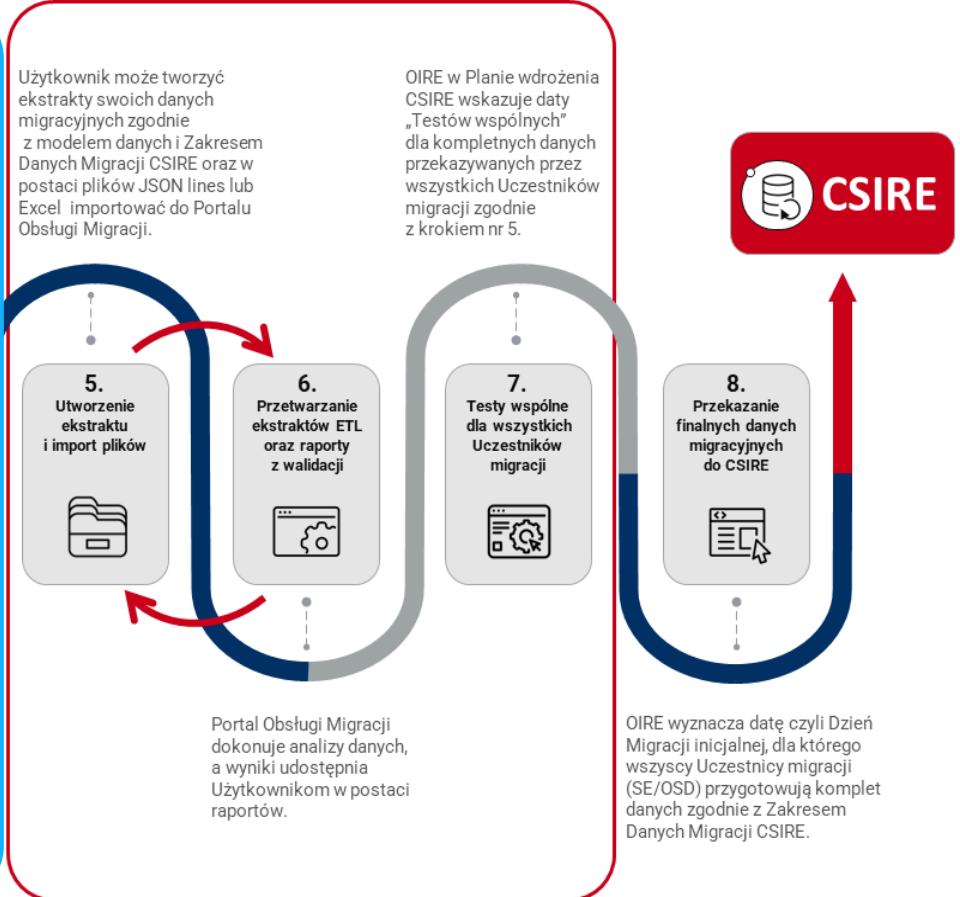 Użytkownik może tworzyć
ekstrakty swoich danych
migracyjnych zgodnie
z modelem danych i Zakresem
Danych Migracji CSIRE oraz w
postaci plików JSON lines lub
Excel importować do Portalu
Obsługi Migracji.
OIRE w Planie wdrożenia
CSIRE wskazuje daty
„Testów wspólnych”
dla kompletnych danych
przekazywanych przez
wszystkich Uczestników
migracji zgodnie
z krokiem nr 5.
CSIRE
5.
Utworzenie
ekstraktu
i import plików
6.
Przetwarzanie
ekstraktów ETL
oraz raporty
z walidacji
7.
Testy wspólne
dla wszystkich
Uczestników
migracji
8.
Przekazanie
finalnych danych
migracyjnych
do CSIRE
Portal Obsługi Migracji
dokonuje analizy danych,
a wyniki udostępnia
Użytkownikom w postaci
raportów.
OIRE wyznacza datę czyli Dzień
Migracji inicjalnej, dla którego
wszyscy Uczestnicy migracji
(SE/OSD) przygotowują komplet
danych zgodnie z Zakresem
Danych Migracji CSIRE.